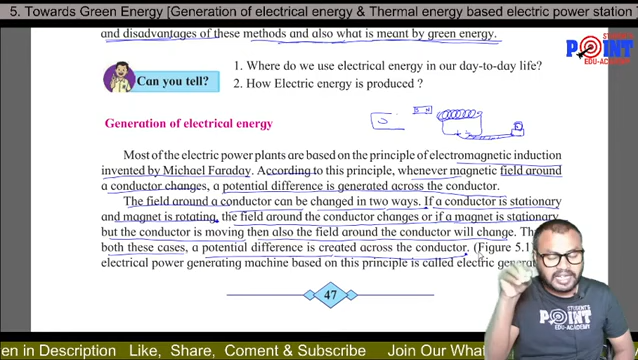 5. Towards Green Energy [Generation of electrical energy & Thermal energy based electric power station
and disadvantages of these methods and also what is meant by green energy.
STUDENT'S
POINT
EDU-ACADEMY
Can you tell?
1. Where do we use electrical energy in our day-to-day life?
2. How Electric energy is produced ?
Generation of electrical energy
Most of the electric power plants are based on the principle of electromagnetic induction
invented by Michael Faraday. According to this principle, whenever magnetic field around
a conductor changes, a potential difference is generated across the conductor.
The field around a conductor can be changed in two ways. If a conductor is stationary
and magnet is rotating, the field around the conductor changes or if a magnet is stationary
but the conductor is moving then also the field around the conductor will change.
both these cases, a potential difference is created across the conductor. (Figure 5.1)
electrical power generating machine based on this principle is called electric
STUDENT'S
POINT
47
en in Description Like, Share, Coment & Subscribe Join Our What